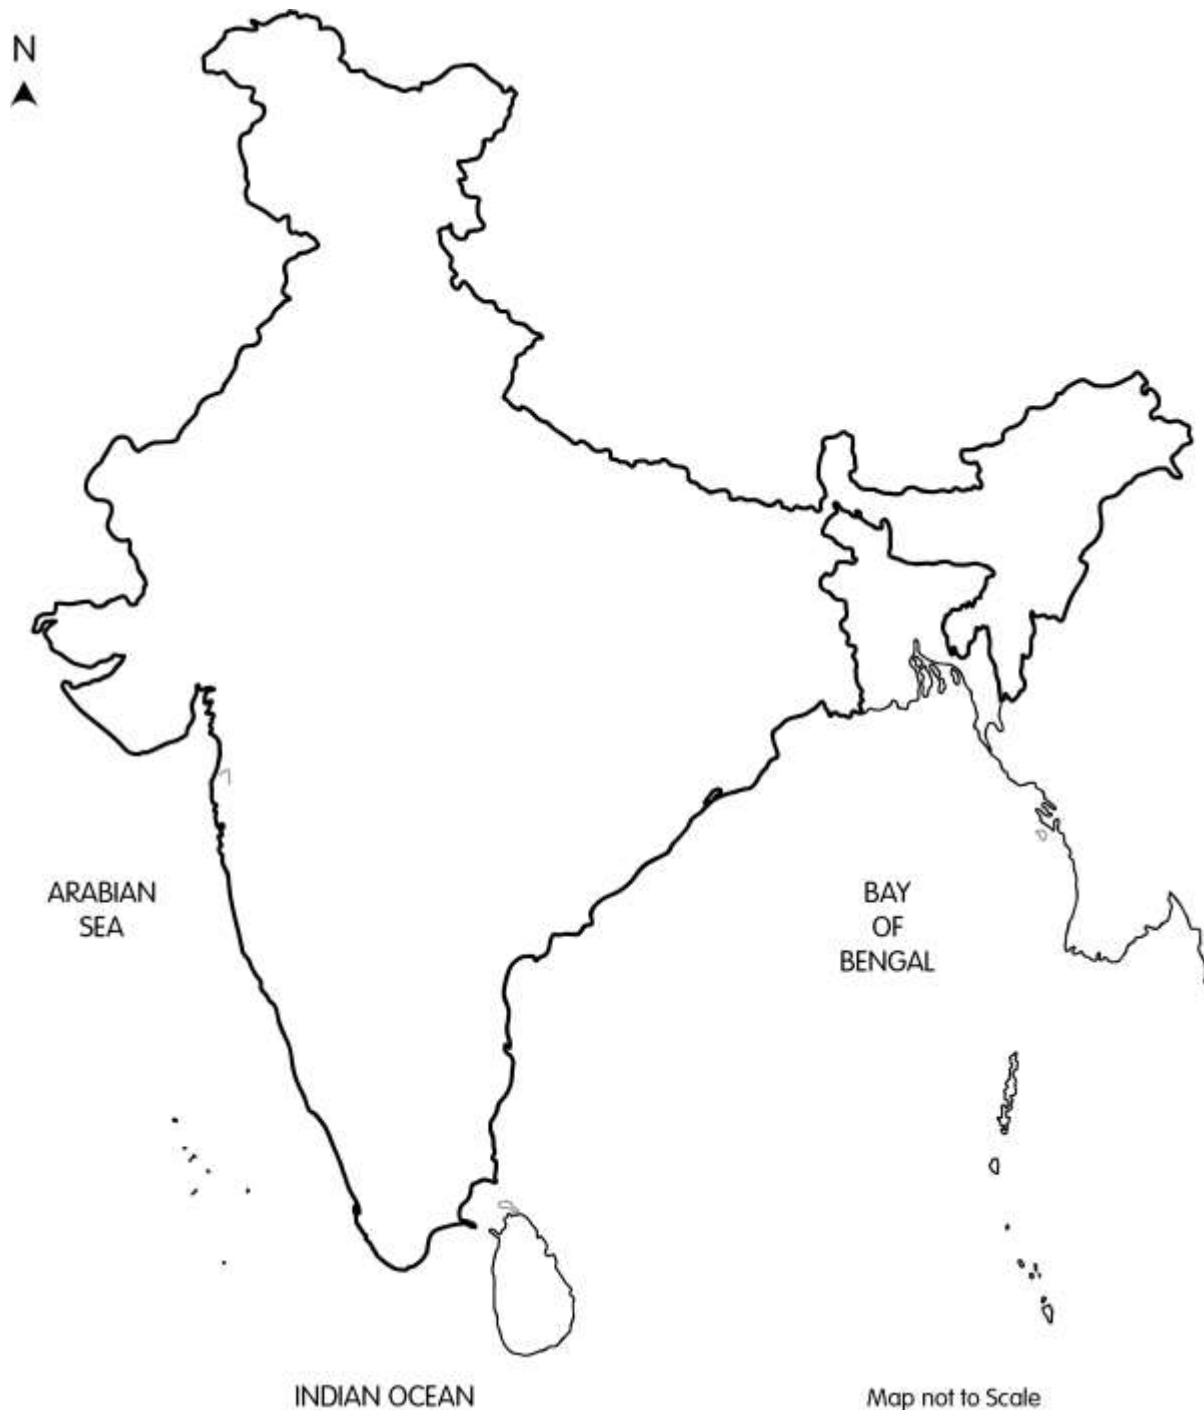 N
ARABIAN
SEA
BAY
OF
BENGAL
INDIAN OCEAN
Map not to Scale